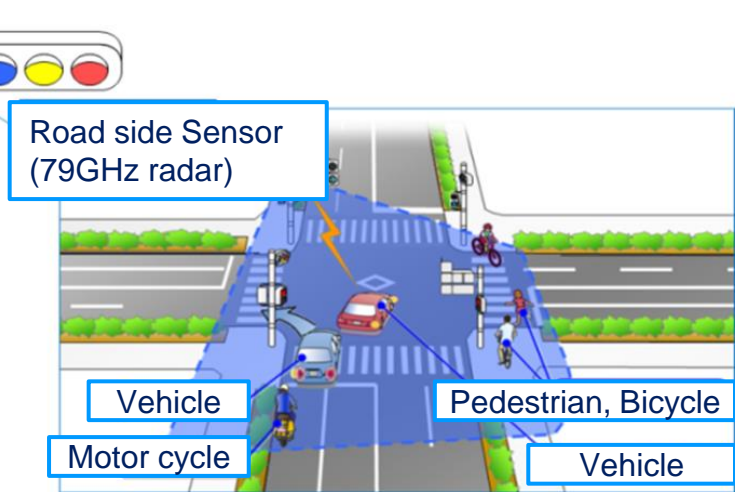 Road side Sensor
(79GHz radar)
Vehicle
Pedestrian, Bicycle
Motor cycle
Vehicle